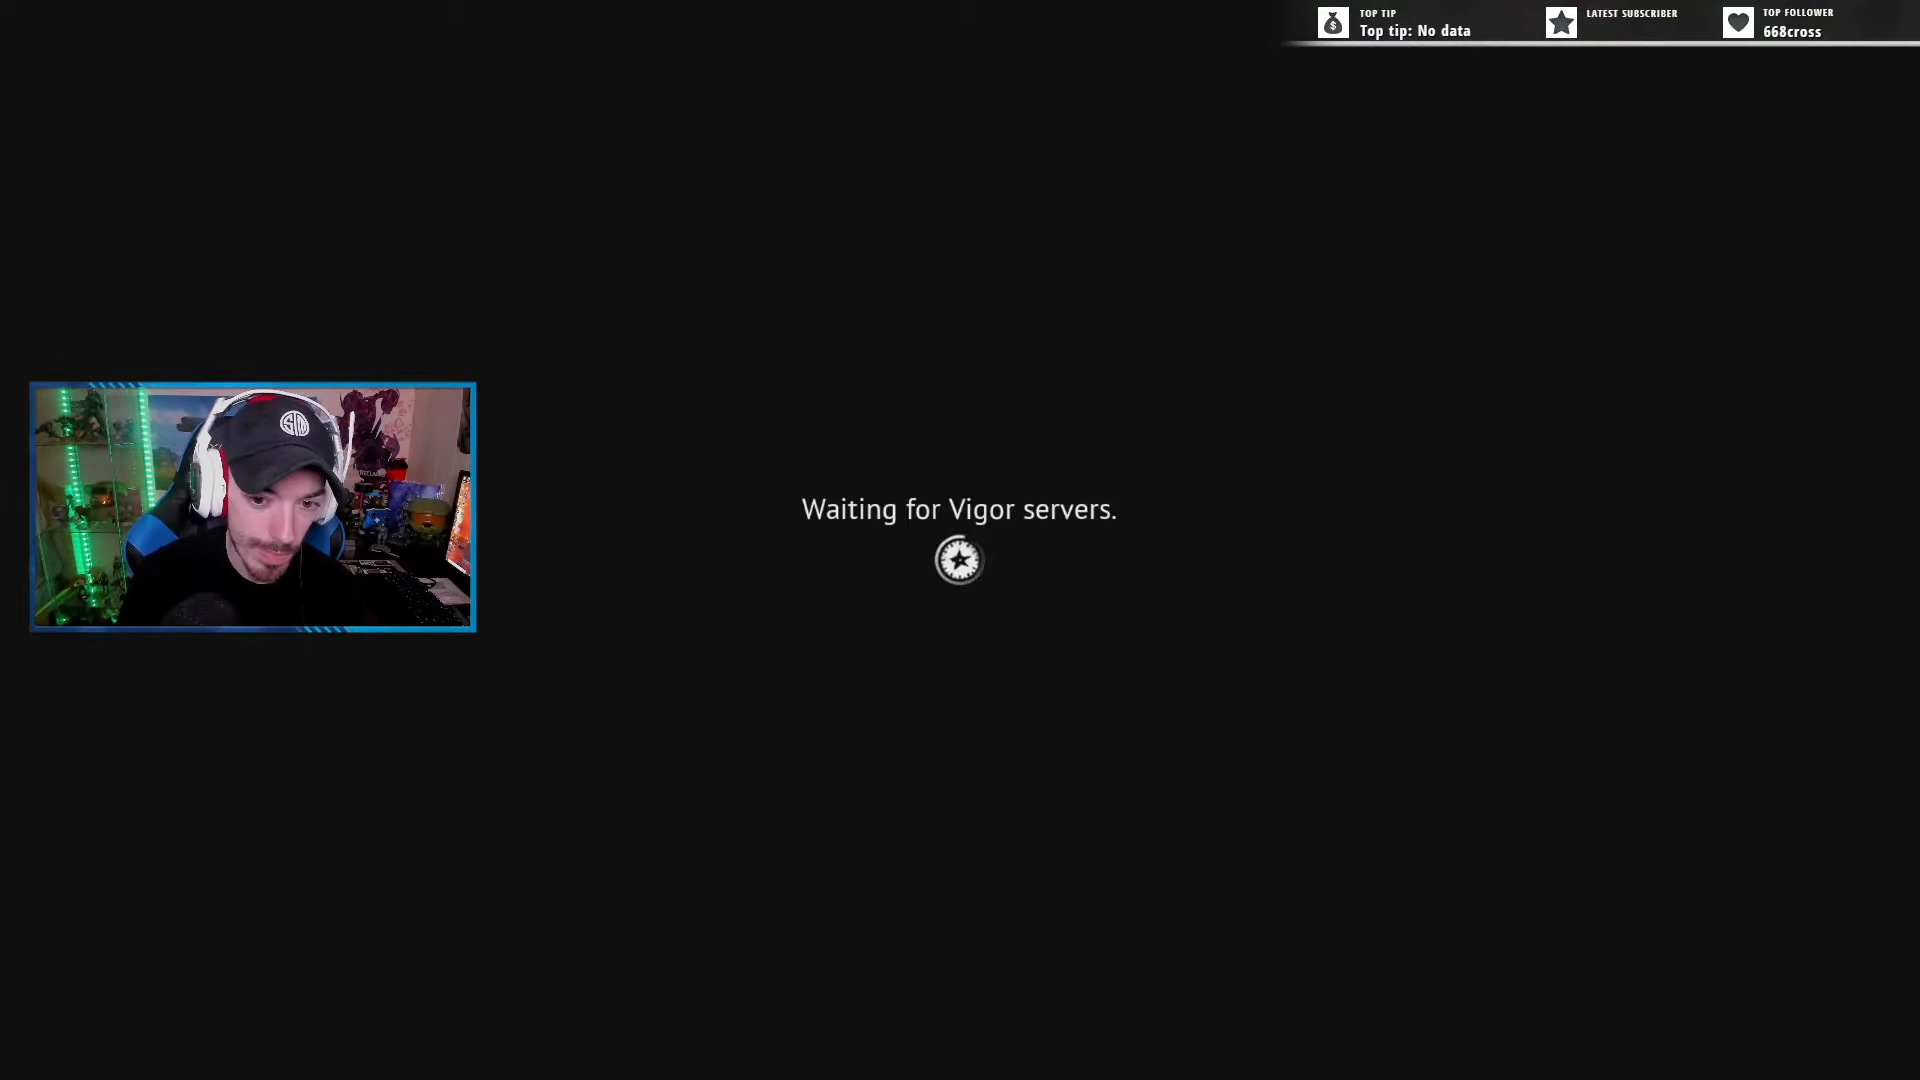 TOP TIP
Top tip: No data
LATEST SUBSCRIBER
TOP FOLLOWER
668cross
Waiting for Vigor servers.